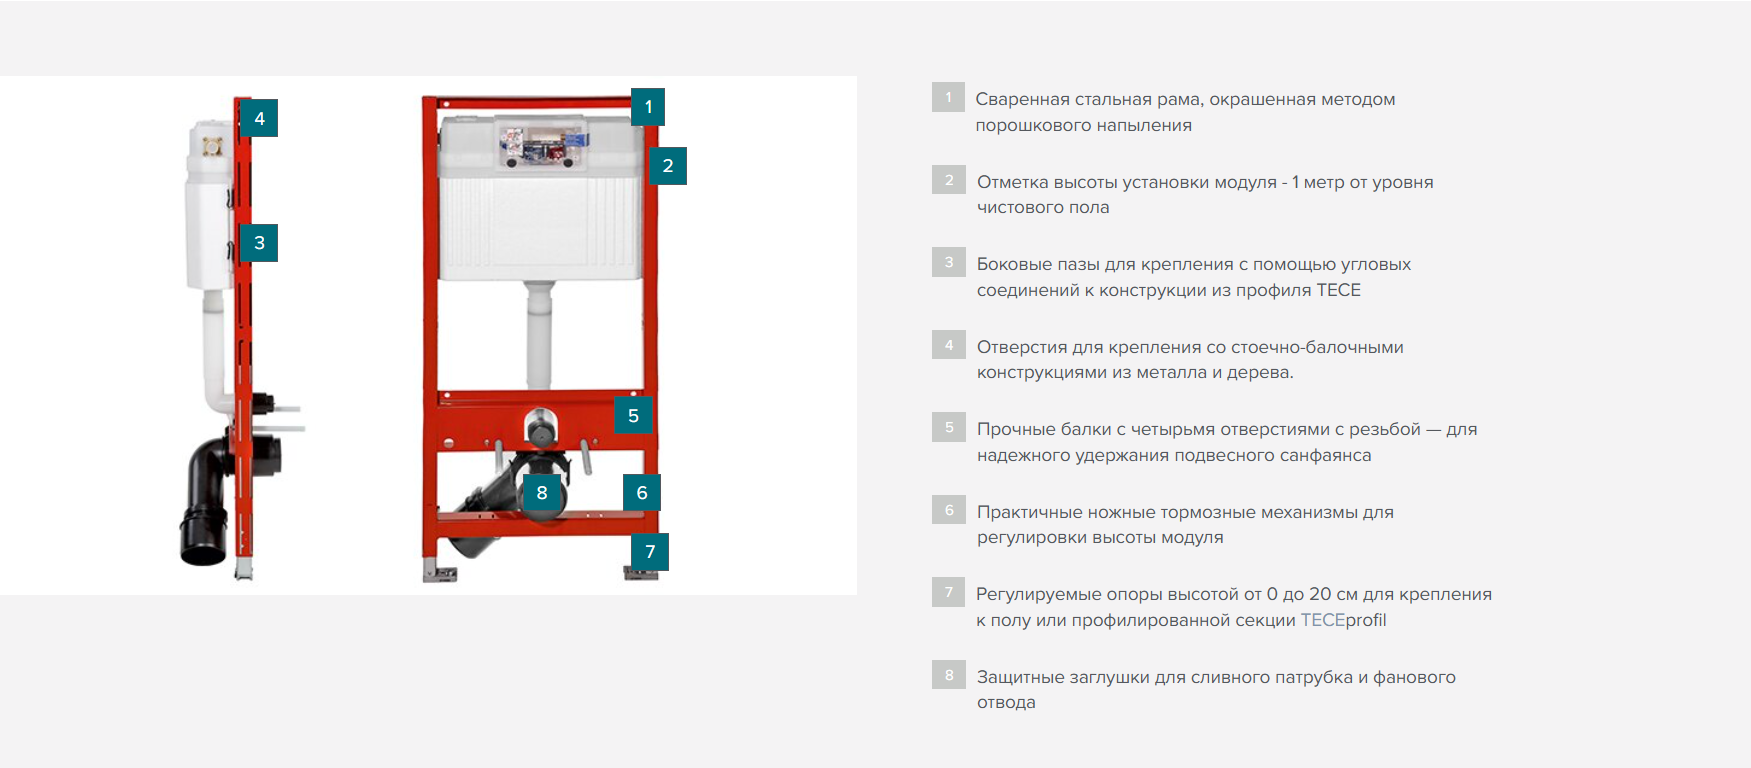 4
3
1
2
5
8
6
7
1
Сваренная стальная рама, окрашенная методом
порошкового напыления
2
Отметка высоты установки модуля - 1 метр от уровня
чистового пола
3
Боковые пазы для крепления с помощью угловых
соединений к конструкции из профиля TECE
4
Отверстия для крепления со стоечно-балочными
конструкциями из металла и дерева.
5
Прочные балки с четырьмя отверстиями с резьбой — для
надежного удержания подвесного санфаянса
6
Практичные ножные тормозные механизмы для
регулировки высоты модуля
7
Регулируемые опоры высотой от 0 до 20 см для крепления
к полу или профилированной секции TECEprofil
8
Защитные заглушки для сливного патрубка и фанового
отвода